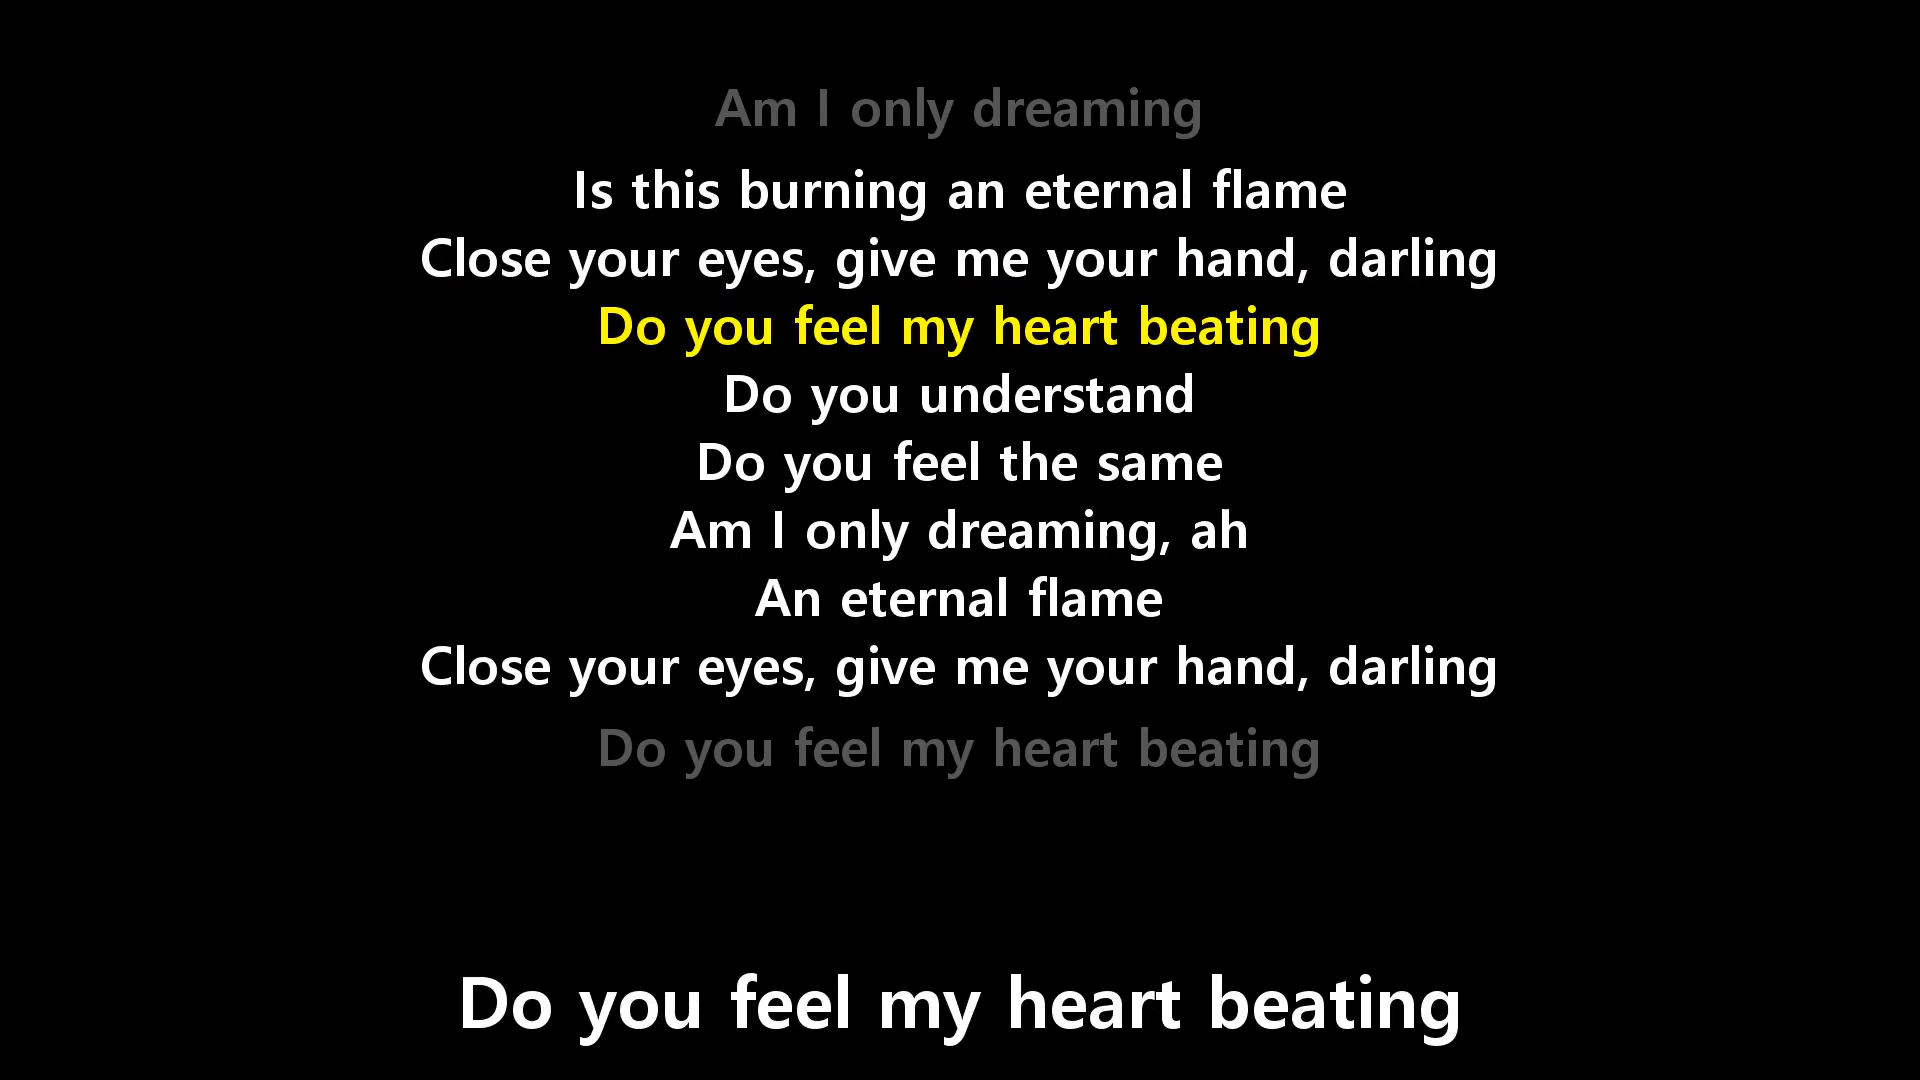 Am I only dreaming
Is this burning an eternal flame
Close your eyes, give me your hand, darling
Do you feel my heart beating
Do you understand
Do you feel the same
Am I only dreaming, ah
An eternal flame
Close your eyes, give me your hand, darling
Do you feel my heart beating
Do you feel my heart beating